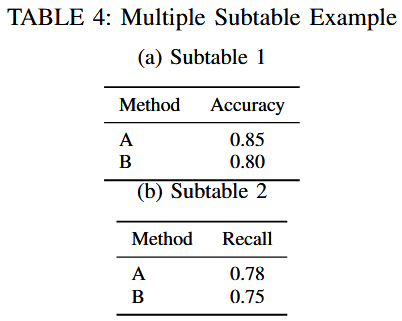 TABLE 4: Multiple Subtable Example
(a) Subtable 1
Method Accuracy
A 0.85
B 0.80
(b) Subtable 2
Method Recall
A 0.78
B 0.75